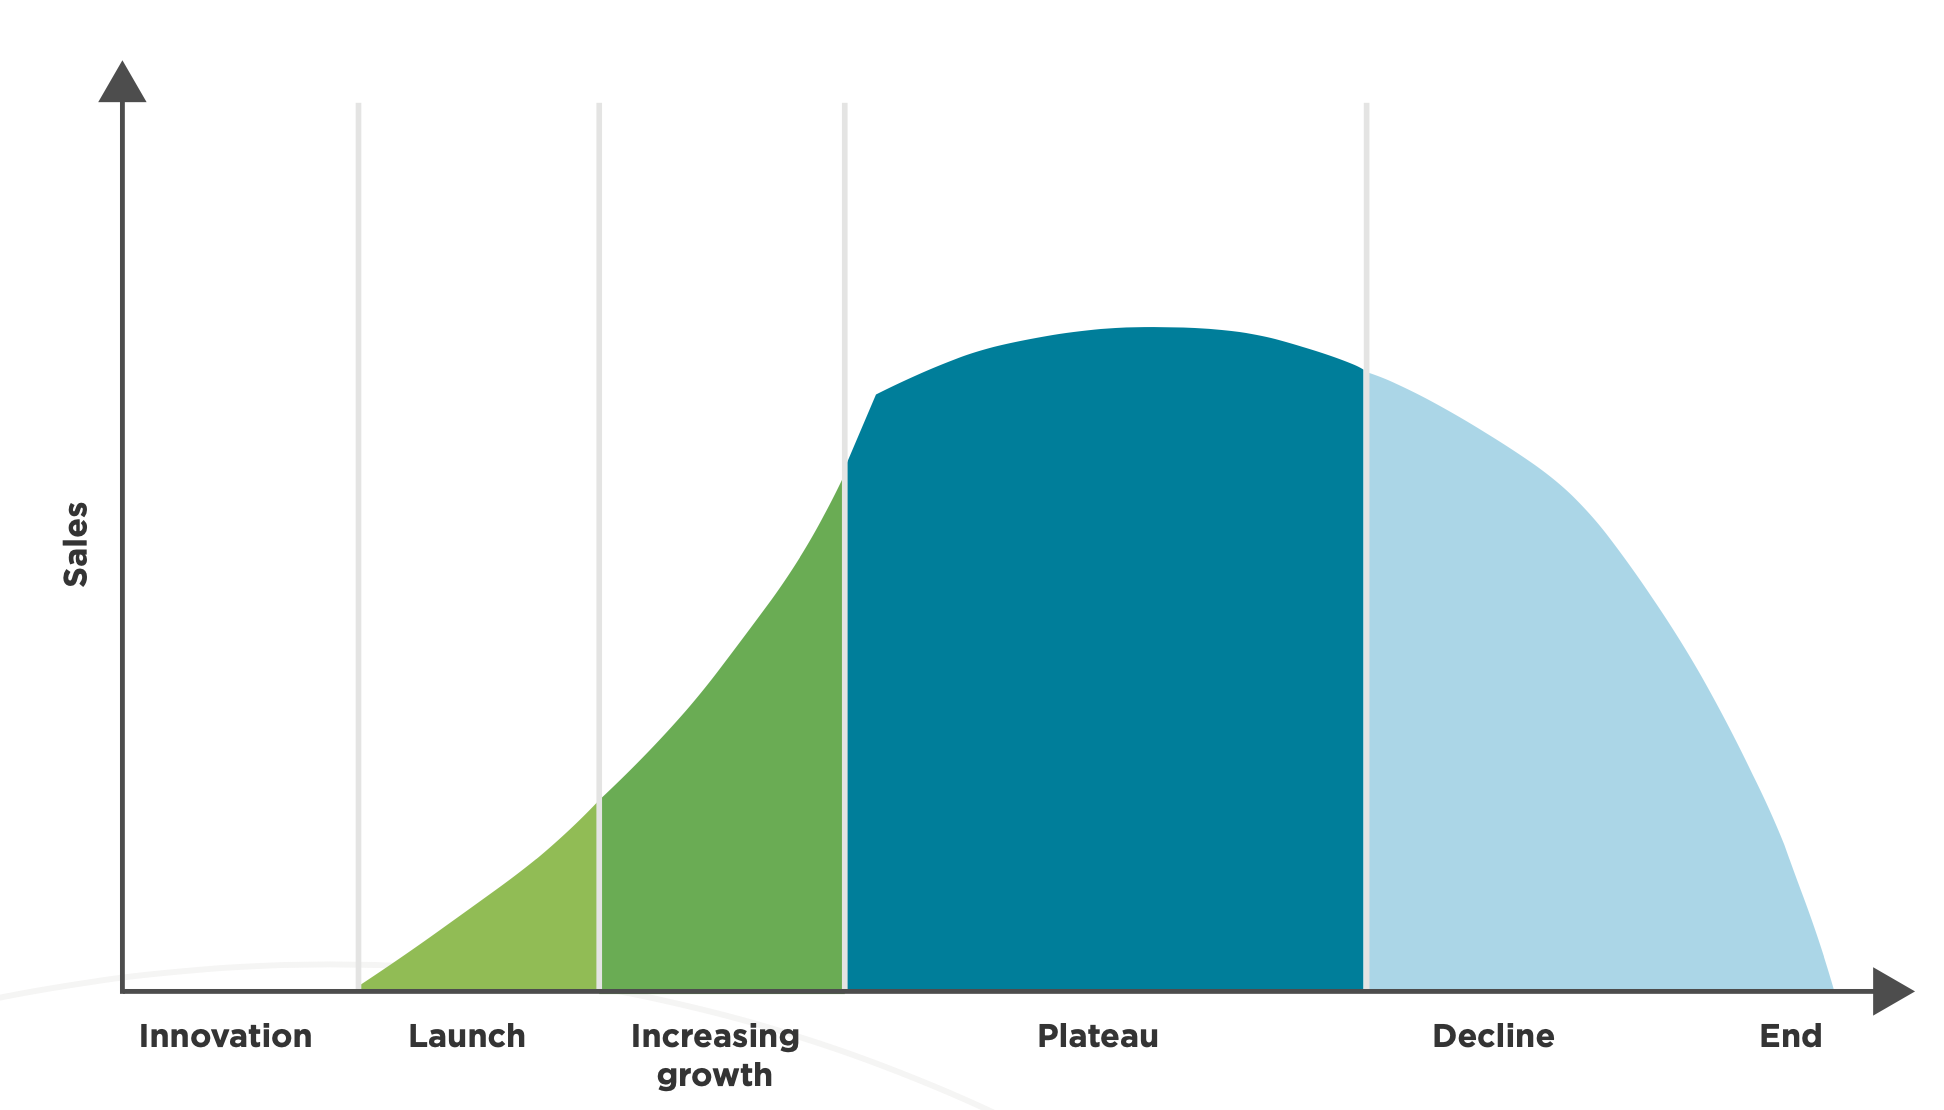 Sales
Innovation
Launch
Increasing
growth
Plateau
Decline
End